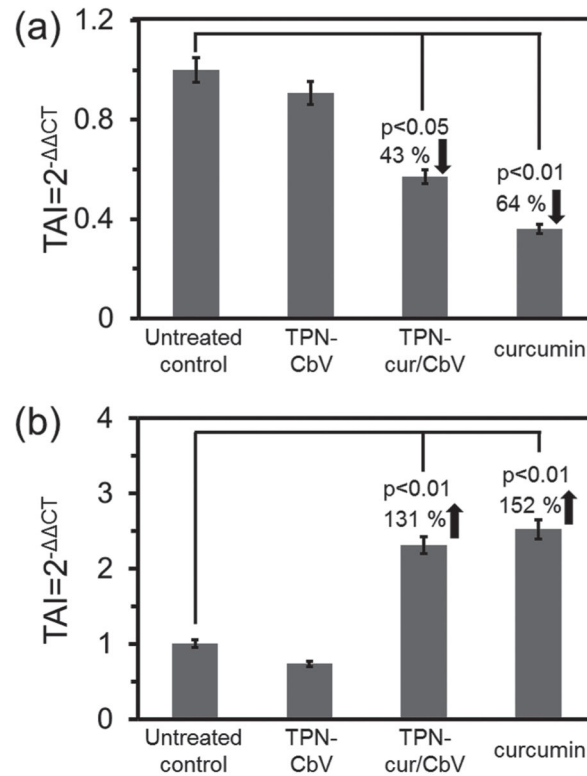 (a)
TAI=2-ΔΔCT
1.2
0.8
0.4
0
p<0.05
43 %
p<0.01
64 %
Untreated
control
TPN-
CbV
TPN-
cur/CbV
curcumin
(b)
TAI=2-ΔΔCT
4
3
2
1
0
p<0.01
131 %
p<0.01
152 %
Untreated
control
TPN-
CbV
TPN-
cur/CbV
curcumin